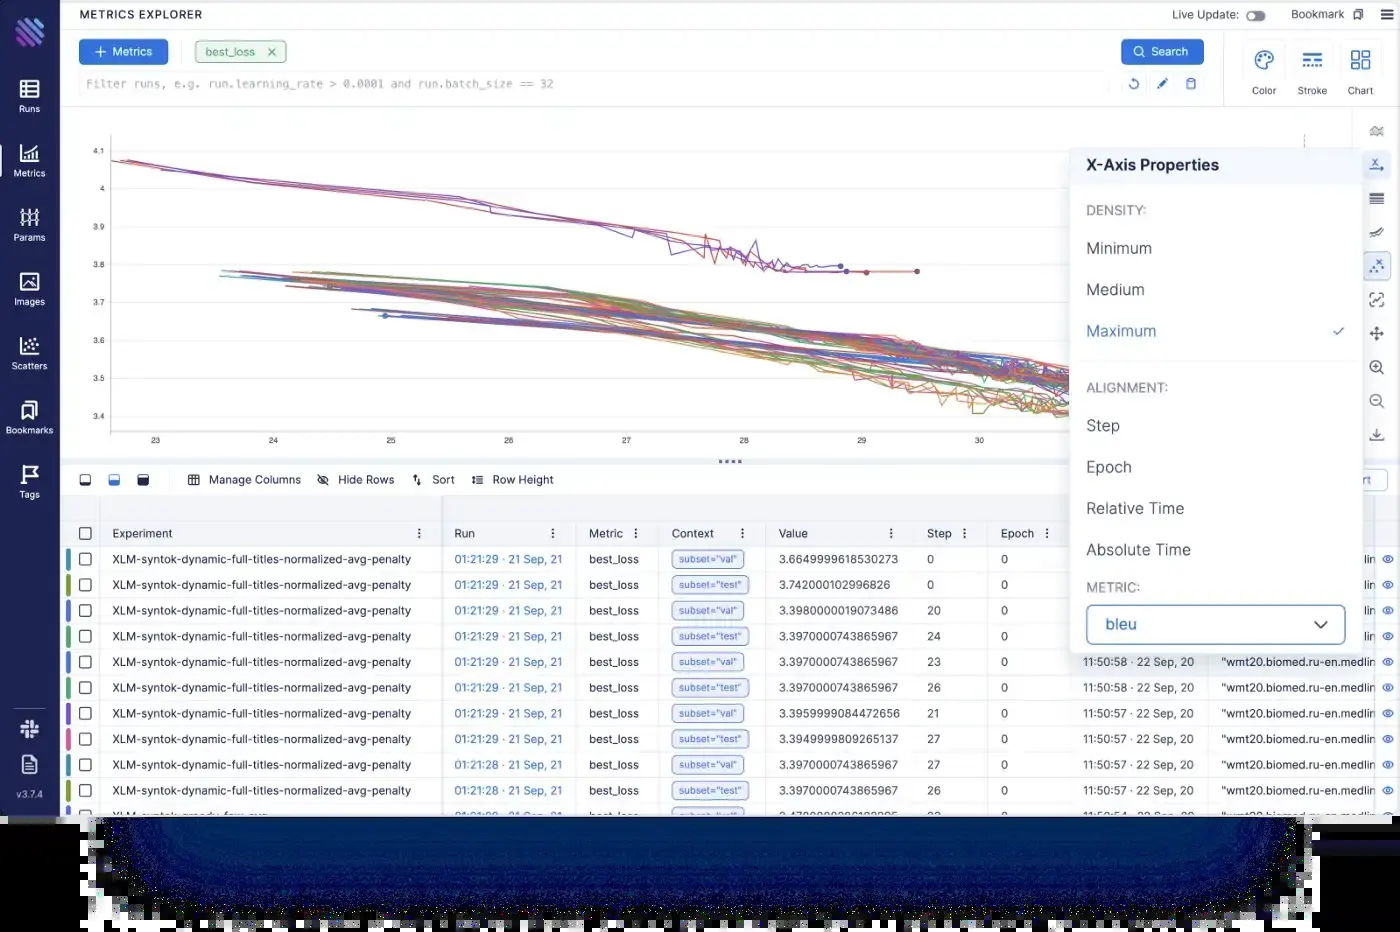 METRICS EXPLORER
Live Update:
Bookmark
+ Metrics
best_loss ×
Search
Filter runs, e.g. run.learning_rate > 0.0001 and run.batch_size == 32
Color
Stroke
Chart
Runs
Metrics
Params
Images
Scatters
Bookmarks
Tags
v3.7.4
4.1
4
3.9
3.8
3.7
3.6
3.5
3.4
23 24 25 26 27 28 29 30
X-Axis Properties
DENSITY:
Minimum
Medium
Maximum
ALIGNMENT:
Step
Epoch
Relative Time
Absolute Time
METRIC:
bleu
Manage Columns Hide Rows Sort Row Height
Experiment Run Metric Context Value Step Epoch
XLM-syntok-dynamic-full-titles-normalized-avg-penalty 01:21:29 · 21 Sep, 21 best_loss subset="val" 3.6649999618530273 0 0
XLM-syntok-dynamic-full-titles-normalized-avg-penalty 01:21:29 · 21 Sep, 21 best_loss subset="test" 3.742000102996826 0 0
XLM-syntok-dynamic-full-titles-normalized-avg-penalty 01:21:29 · 21 Sep, 21 best_loss subset="val" 3.3980000019073486 20 0
XLM-syntok-dynamic-full-titles-normalized-avg-penalty 01:21:29 · 21 Sep, 21 best_loss subset="test" 3.3970000743865967 24 0
XLM-syntok-dynamic-full-titles-normalized-avg-penalty 01:21:29 · 21 Sep, 21 best_loss subset="val" 3.3970000743865967 23 0 11:50:58 · 22 Sep, 20 "wmt20.biomed.ru-en.medlin
XLM-syntok-dynamic-full-titles-normalized-avg-penalty 01:21:29 · 21 Sep, 21 best_loss subset="test" 3.3970000743865967 26 0 11:50:58 · 22 Sep, 20 "wmt20.biomed.ru-en.medlin
XLM-syntok-dynamic-full-titles-normalized-avg-penalty 01:21:29 · 21 Sep, 21 best_loss subset="val" 3.3959999084472656 21 0 11:50:57 · 22 Sep, 20 "wmt20.biomed.ru-en.medlin
XLM-syntok-dynamic-full-titles-normalized-avg-penalty 01:21:29 · 21 Sep, 21 best_loss subset="test" 3.3949999809265137 27 0 11:50:57 · 22 Sep, 20 "wmt20.biomed.ru-en.medlin
XLM-syntok-dynamic-full-titles-normalized-avg-penalty 01:21:28 · 21 Sep, 21 best_loss subset="val" 3.3970000743865967 27 0 11:50:57 · 22 Sep, 20 "wmt20.biomed.ru-en.medlin
XLM-syntok-dynamic-full-titles-normalized-avg-penalty 01:21:28 · 21 Sep, 21 best_loss subset="test" 3.3970000743865967 26 0 11:50:57 · 22 Sep, 20 "wmt20.biomed.ru-en.medlin